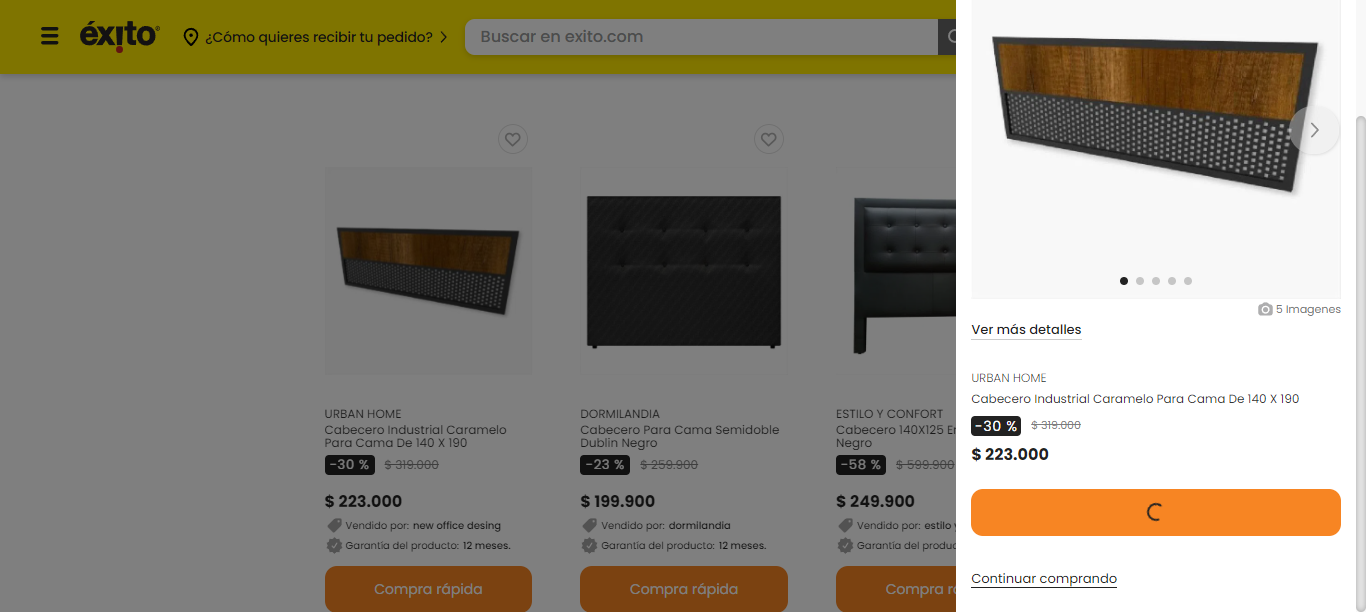 éxito
¿Cómo quieres recibir tu pedido?
Buscar en exito.com
URBAN HOME
Cabecero Industrial Caramelo
Para Cama De 140 X 190
-30 % $ 319.000
$ 223.000
Vendido por: new office desing
Garantía del producto: 12 meses.
Compra rápida
DORMILANDIA
Cabecero Para Cama Semidoble
Dublin Negro
-23 % $ 259.900
$ 199.900
Vendido por: dormilandia
Garantía del producto: 12 meses.
Compra rápida
ESTILO Y CONFORT
Cabecero 140X125 E
Negro
-58 % $ 599.900
$ 249.900
Vendido por: estilo
Garantía del produc
Compra r
5 Imagenes
Ver más detalles
URBAN HOME
Cabecero Industrial Caramelo Para Cama De 140 X 190
-30 % $ 319.000
$ 223.000
Continuar comprando